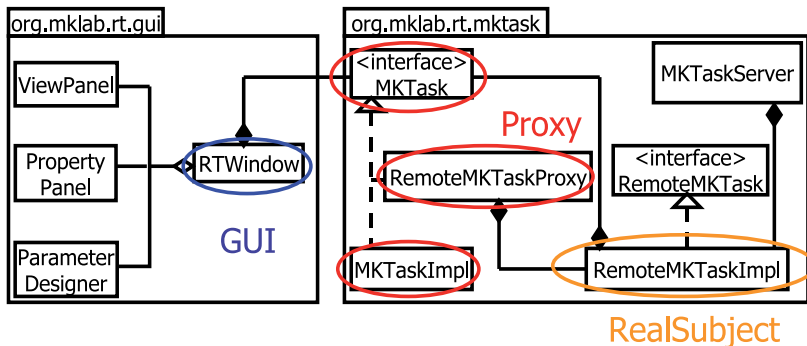 org.mklab.rt.gui
ViewPanel
Property
Panel
Parameter
Designer
RTWindow
GUI
org.mklab.rt.mktask
<interface>
MKTask
MKTaskServer
Proxy
RemoteMKTaskProxy
<interface>
RemoteMKTask
MKTaskImpl
RemoteMKTaskImpl
RealSubject